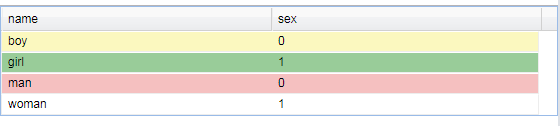 name sex
boy 0
girl 1
man 0
woman 1